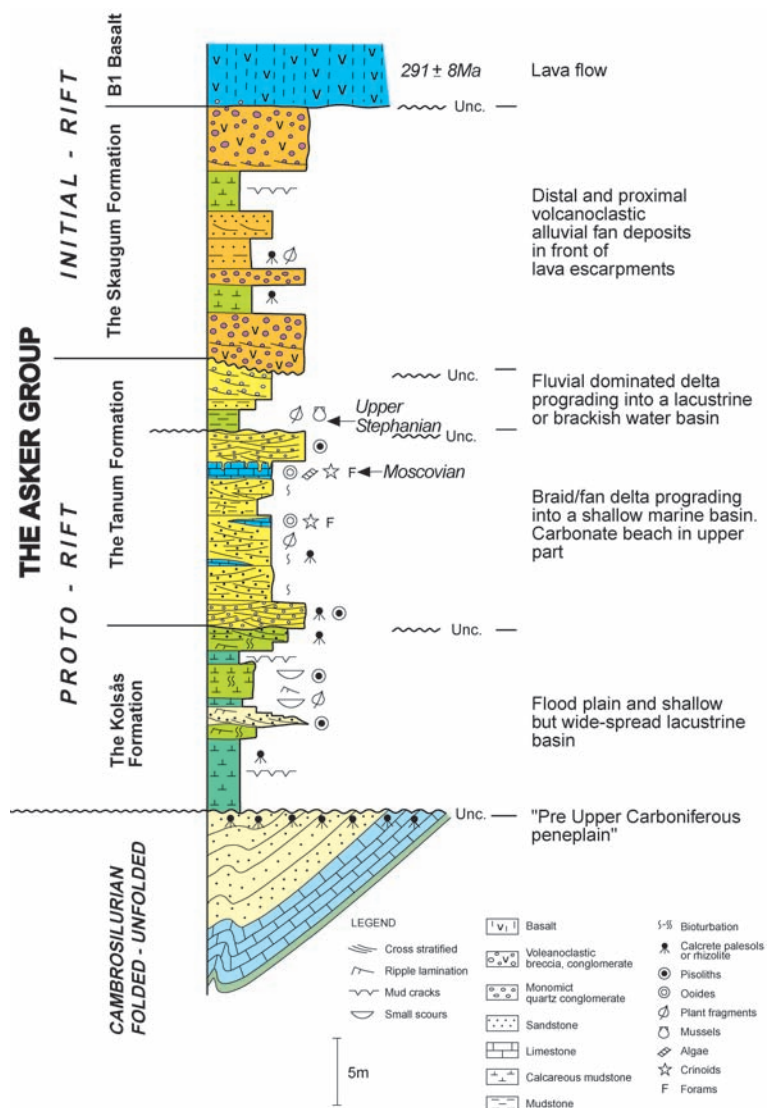 THE ASKER GROUP
INITIAL - RIFT
PROTO - RIFT
CAMBROSILURIAN
FOLDED - UNFOLDED
B1 Basalt
The Skaugum Formation
The Tanum Formation
The Kolsås
Formation
291 ± 8Ma
Lava flow
Unc.
Distal and proximal
volcanoclastic
alluvial fan deposits
in front of
lava escarpments
Unc.
Fluvial dominated delta
prograding into a lacustrine
or brackish water basin
Upper
Stephanian
Unc.
Moscovian
F
Braid/fan delta prograding
into a shallow marine basin.
Carbonate beach in upper
part
F
Unc.
Flood plain and shallow
but wide-spread lacustrine
basin
Unc.
"Pre Upper Carboniferous
peneplain"
LEGEND
Cross stratified
Ripple lamination
Mud cracks
Small scours
5m
Basalt
Voleanoclastic
breccia, conglomerate
Monomict
quartz conglomerate
Sandstone
Limestone
Calcareous mudstone
Mudstone
Bioturbation
Calcrete palesols
or rhizolite
Pisoliths
Ooides
Plant fragments
Mussels
Algae
Crinoids
F Forams